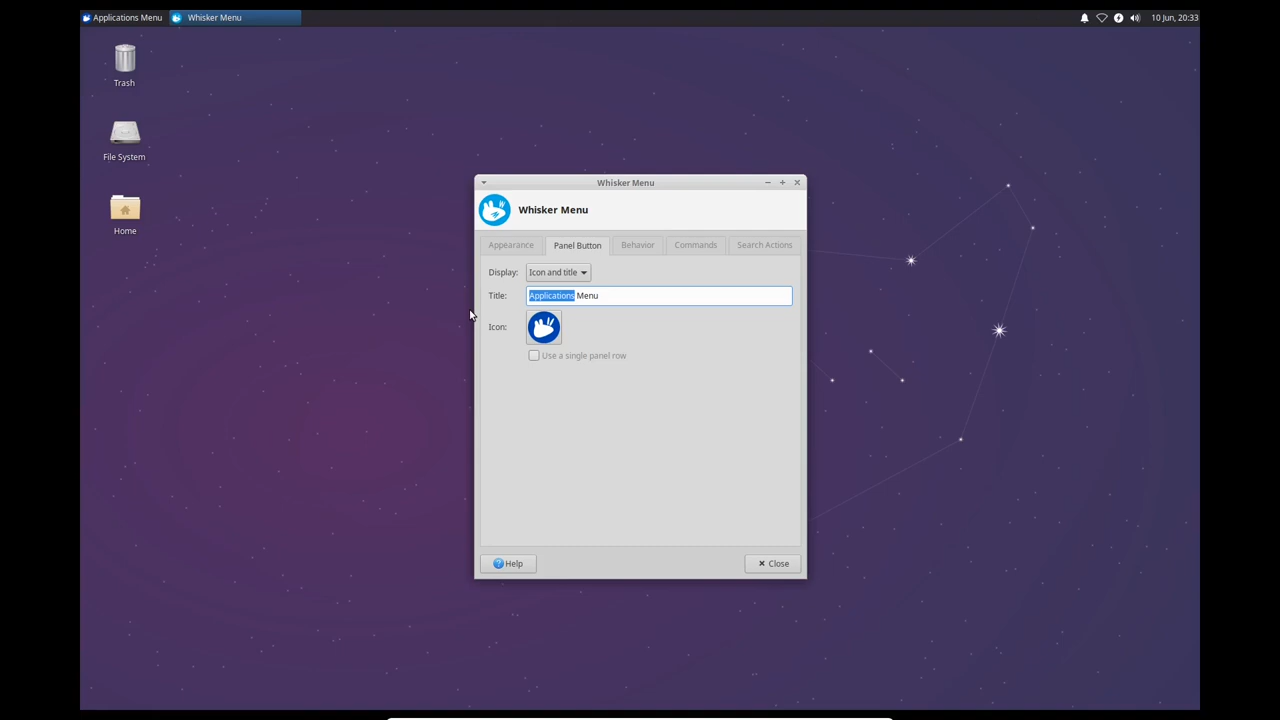 Applications Menu
Whisker Menu
10 Jun, 20:33
Trash
File System
Home
Whisker Menu
Whisker Menu
Appearance
Panel Button
Behavior
Commands
Search Actions
Display: Icon and title
Title: Applications Menu
Icon:
Use a single panel row
Help
Close